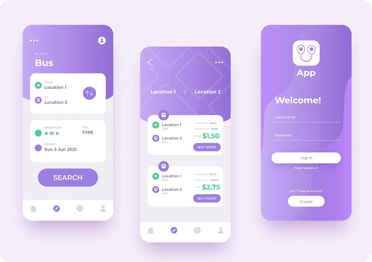 Bus
Location 1
Location 2
TYPE
Sun 3 Jun 2021
SEARCH
Location 1
Location 2
Location 1
Location 2
$1,50
BUY TICKET
Location 1
Location 2
$2,75
BUY TICKET
App
Welcome!
Username
Password
Log In
Create